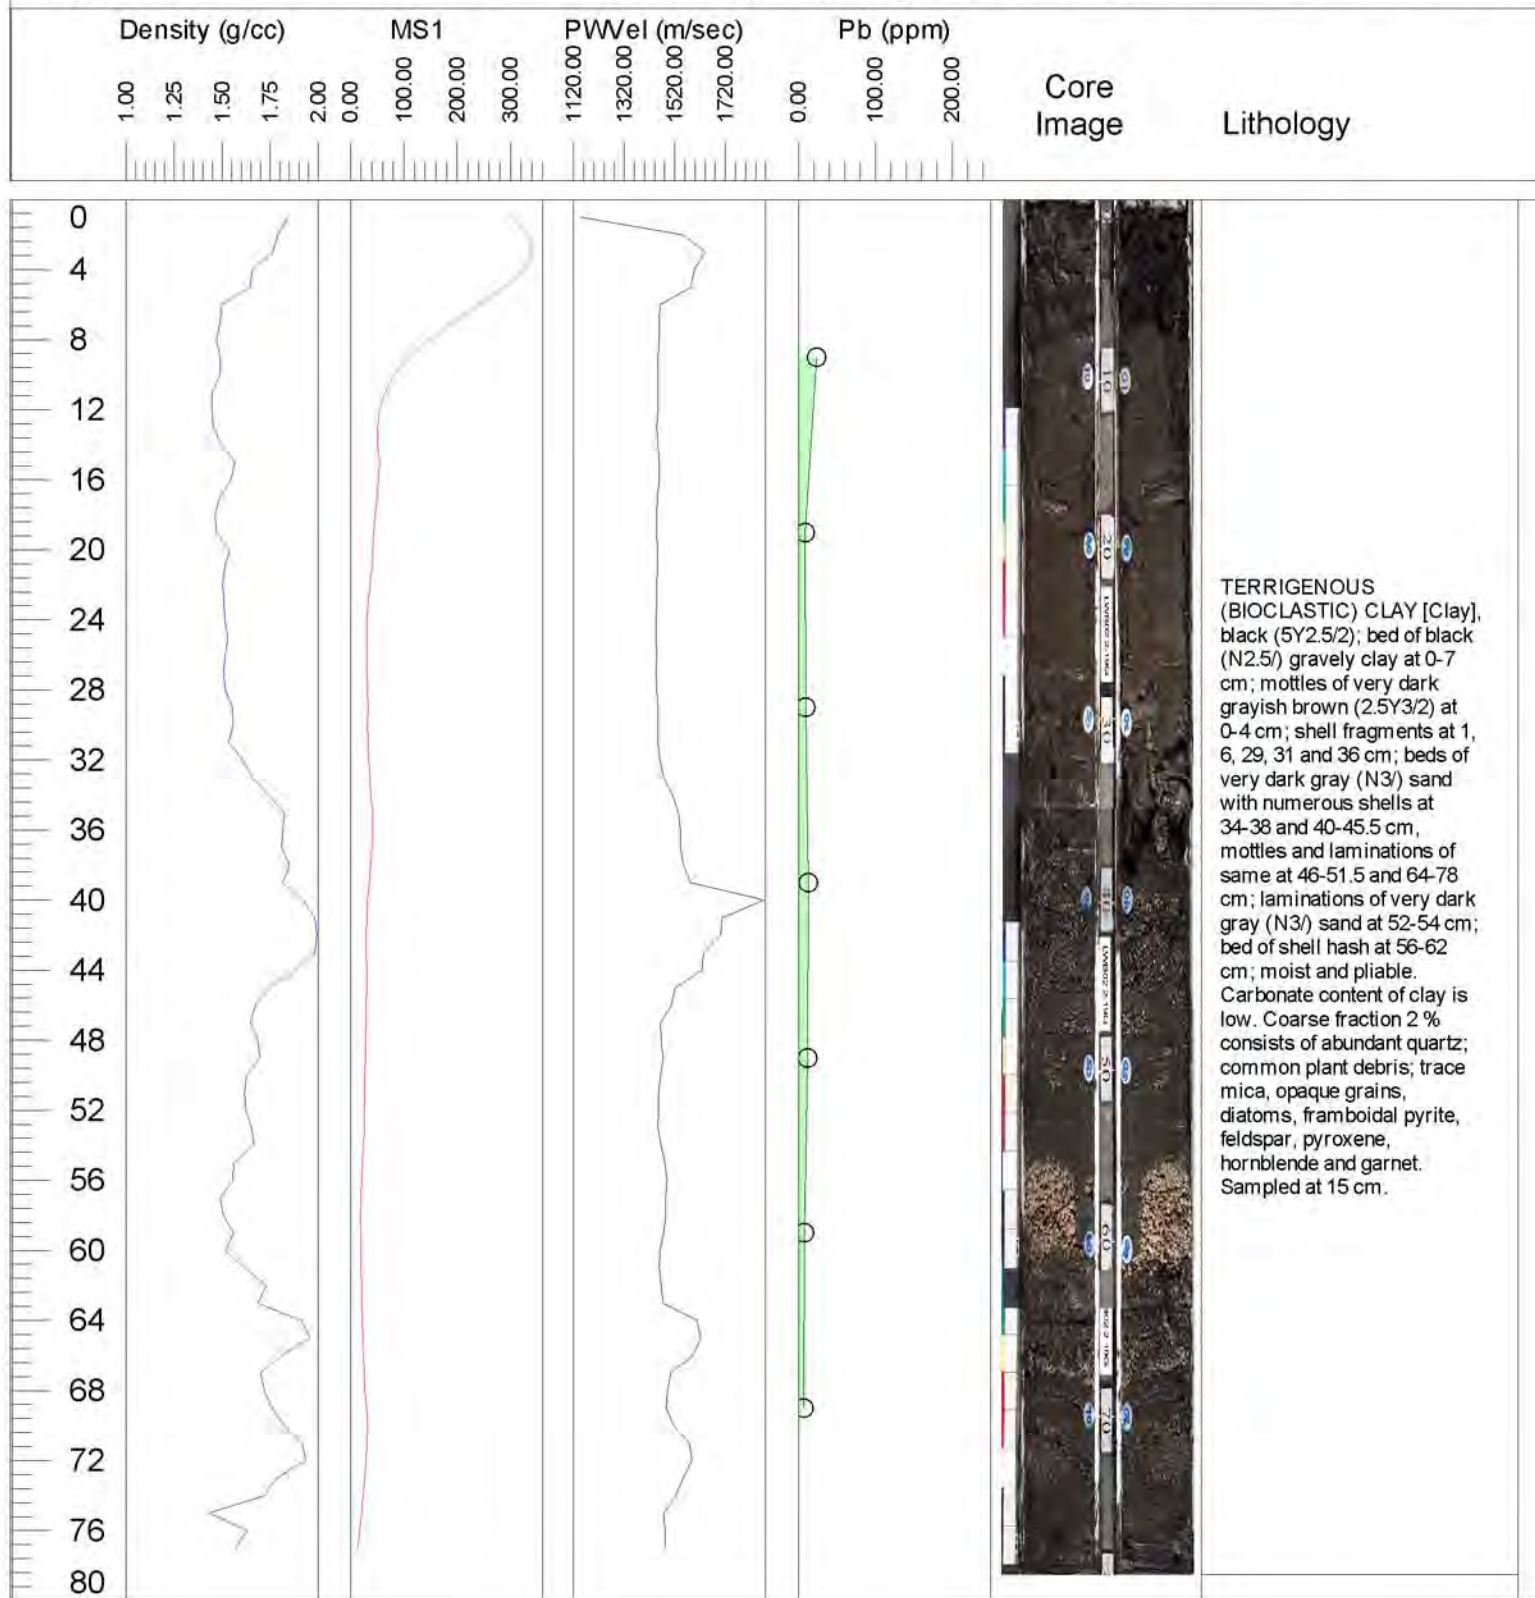 Density (g/cc)
MS1
PWVel (m/sec)
Pb (ppm)
1.00
1.25
1.50
1.75
2.00
0.00
100.00
200.00
300.00
1120.00
1320.00
1520.00
1720.00
0.00
100.00
200.00
Core
Image
Lithology
0
4
8
12
16
20
24
28
32
36
40
44
48
52
56
60
64
68
72
76
80
10
20
30
40
50
60
70
TERRIGENOUS
(BIOCLASTIC) CLAY [Clay],
black (5Y2.5/2); bed of black
(N2.5/) gravely clay at 0-7
cm; mottles of very dark
grayish brown (2.5Y3/2) at
0-4 cm; shell fragments at 1,
6, 29, 31 and 36 cm; beds of
very dark gray (N3/) sand
with numerous shells at
34-38 and 40-45.5 cm,
mottles and laminations of
same at 46-51.5 and 64-78
cm; laminations of very dark
gray (N3/) sand at 52-54 cm;
bed of shell hash at 56-62
cm; moist and pliable.
Carbonate content of clay is
low. Coarse fraction 2 %
consists of abundant quartz;
common plant debris; trace
mica, opaque grains,
diatoms, framboidal pyrite,
feldspar, pyroxene,
hornblende and garnet.
Sampled at 15 cm.